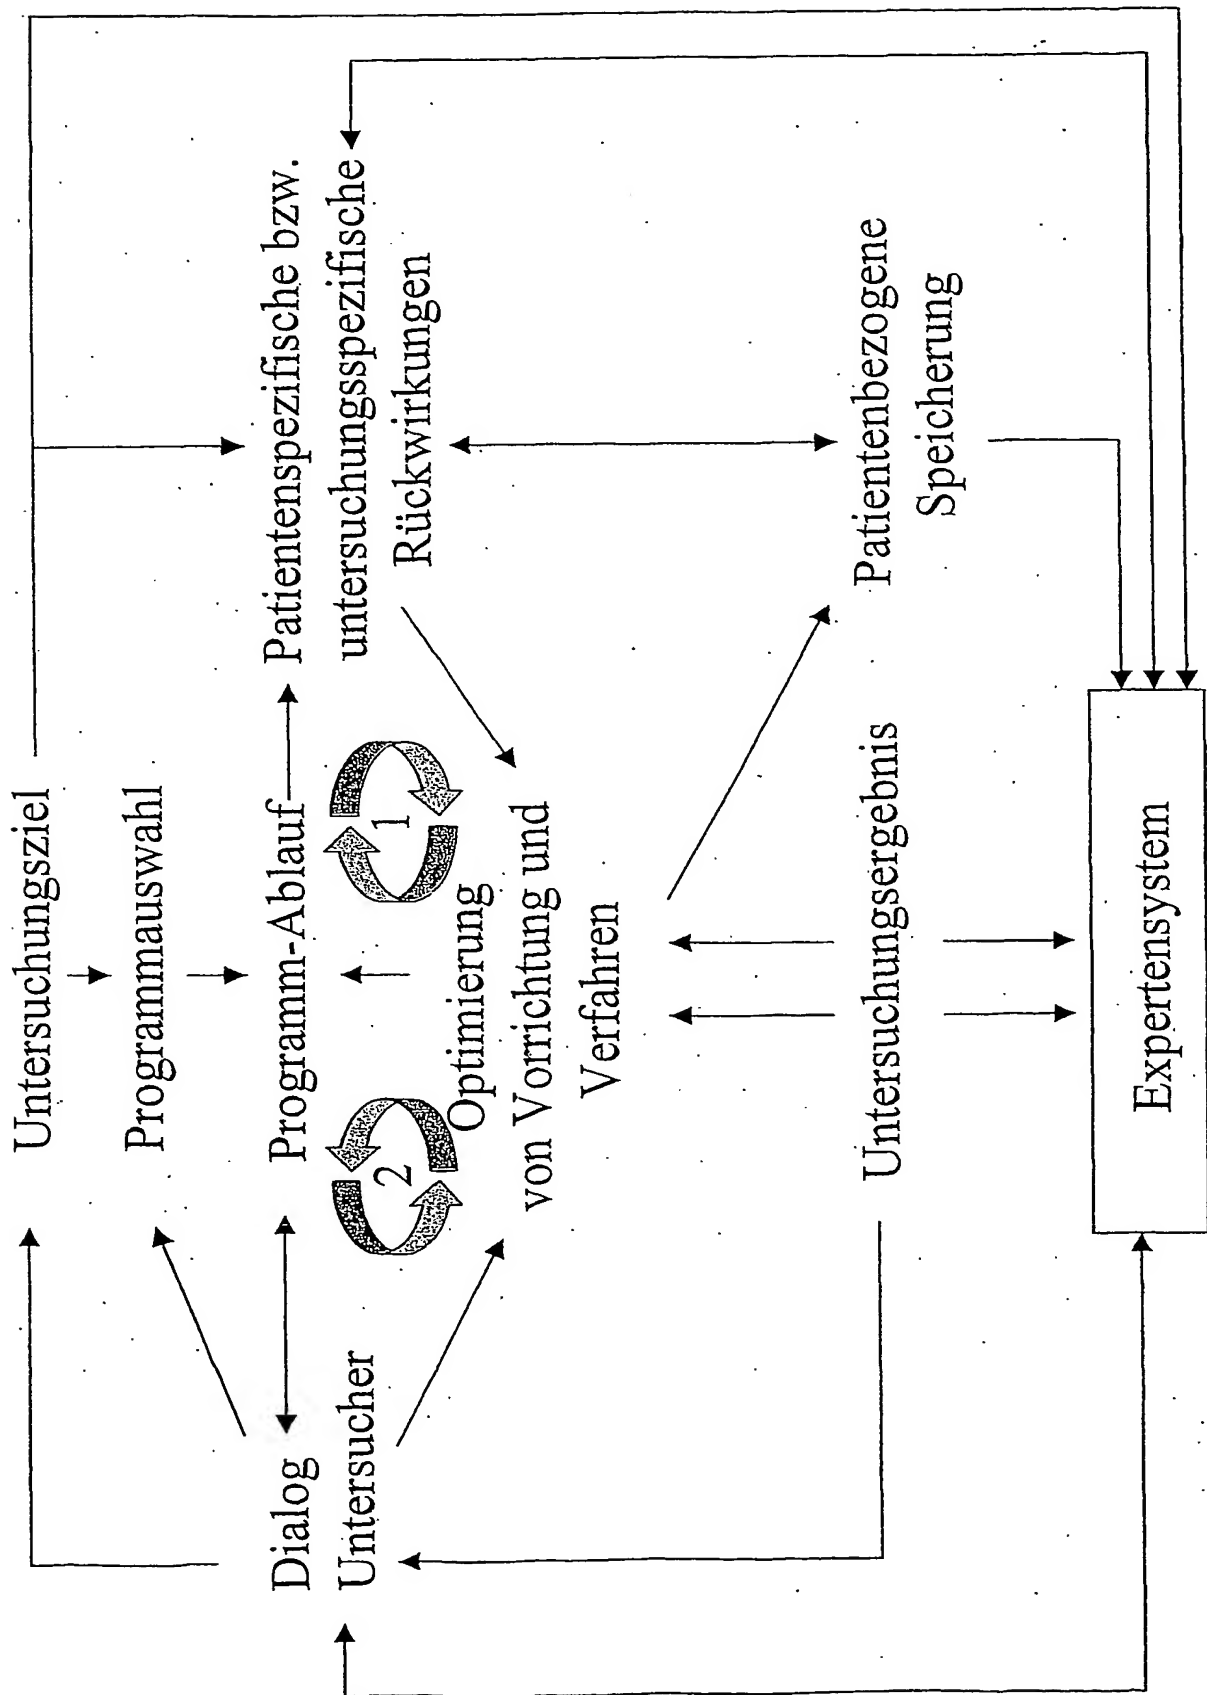 Untersuchungsziel
Programmauswahl
Dialog
Untersucher
Programm-Ablauf
Patientenspezifische bzw.
untersuchungsspezifische
Rückwirkungen
2
1
Optimierung
von Vorrichtung und
Verfahren
Untersuchungsergebnis
Patientenbezogene
Speicherung
Expertensystem